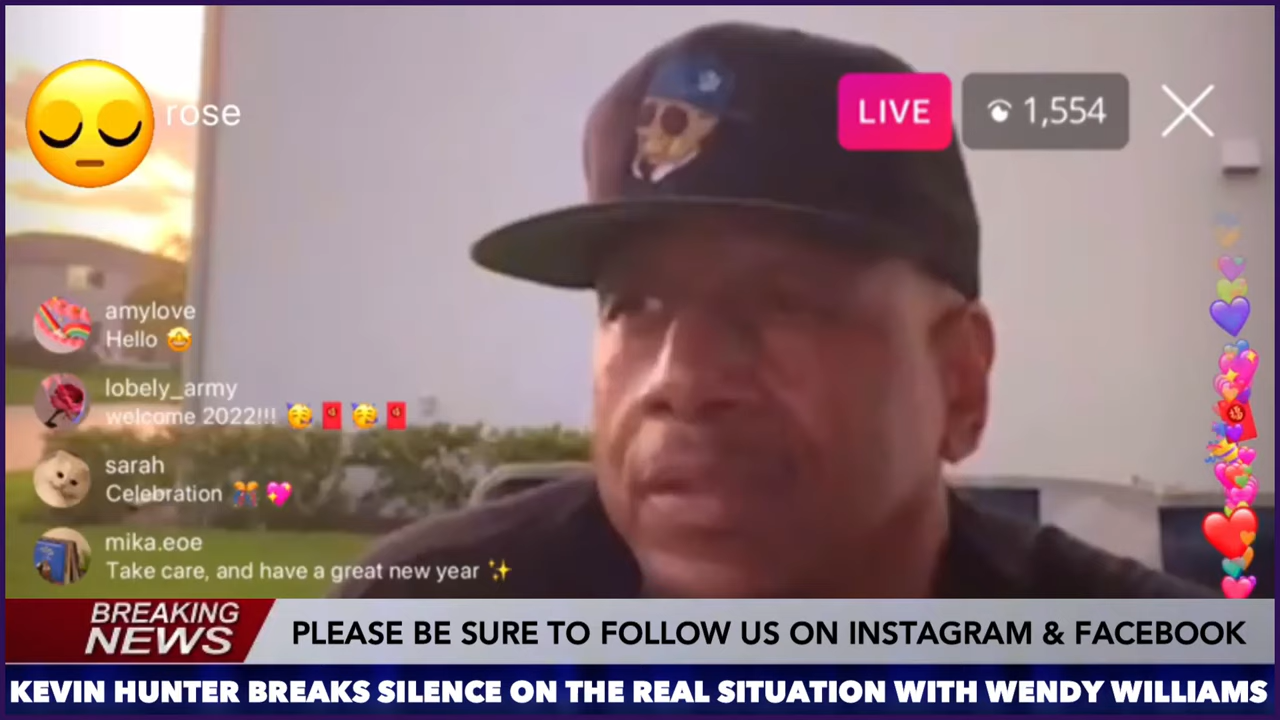 rose
LIVE
1,554
amylove
Hello
lobely_army
welcome 2022!!!
sarah
Celebration
mika.eoe
Take care, and have a great new year
BREAKING
NEWS
PLEASE BE SURE TO FOLLOW US ON INSTAGRAM & FACEBOOK
KEVIN HUNTER BREAKS SILENCE ON THE REAL SITUATION WITH WENDY WILLIAMS